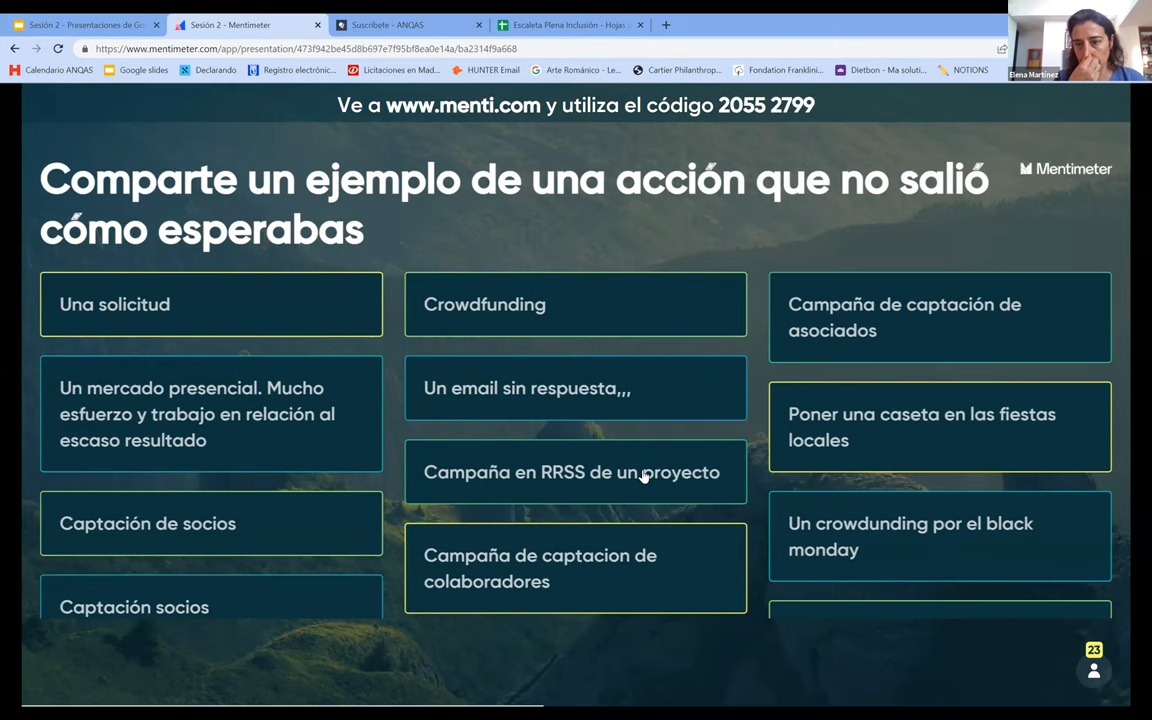 Sesión 2 - Presentaciones de Go
Sesión 2 - Mentimeter
Suscríbete - ANQAS
Escaleta Plena Inclusión - Hojas
https://www.mentimeter.com/app/presentation/473f942be45d8b697e7f95bf8ea0e14a/ba2314f9a668
Calendario ANQAS
Google slides
Declarando
Registro electrónic...
Licitaciones en Mad...
HUNTER Email
Arte Románico - Le...
Cartier Philanthrop...
Fondation Franklini...
Dietbon - Ma soluti...
NOTIONS
Elena Martínez
Ve a www.menti.com y utiliza el código 2055 2799
Comparte un ejemplo de una acción que no salió
cómo esperabas
Mentimeter
Una solicitud
Un mercado presencial. Mucho
esfuerzo y trabajo en relación al
escaso resultado
Captación de socios
Captación socios
Crowdfunding
Un email sin respuesta,,,
Campaña en RRSS de un proyecto
Campaña de captacion de
colaboradores
Campaña de captación de
asociados
Poner una caseta en las fiestas
locales
Un crowdunding por el black
monday
23